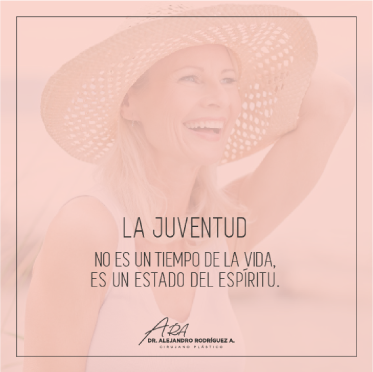 LA JUVENTUD
NO ES UN TIEMPO DE LA VIDA,
ES UN ESTADO DEL ESPÍRITU.
ARA
DR. ALEJANDRO RODRÍGUEZ A.
CIRUJANO PLÁSTICO